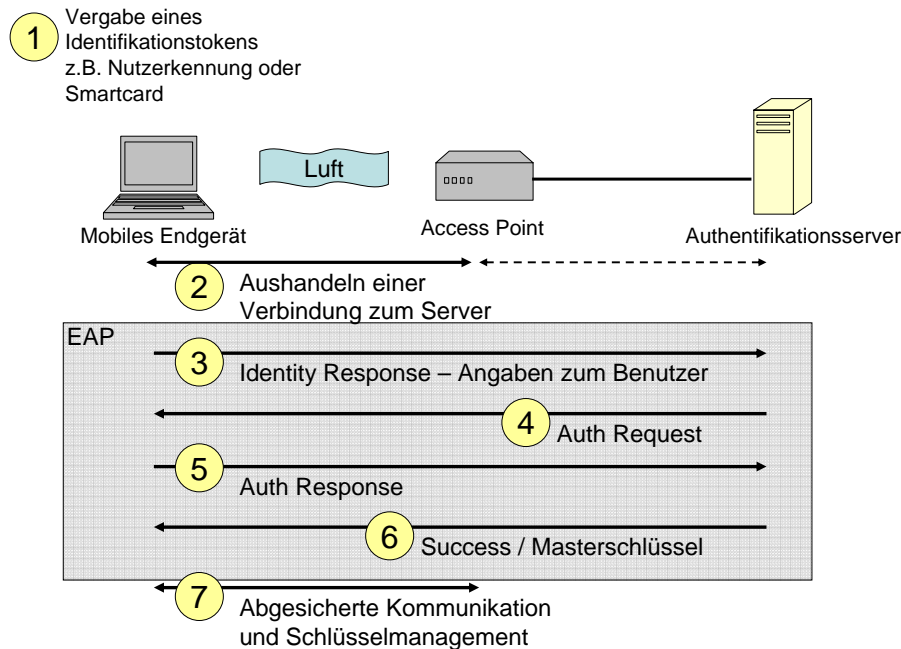 1
Vergabe eines
Identifikationstokens
z.B. Nutzerkennung oder
Smartcard
Luft
Mobiles Endgerät
Access Point
Authentifikationsserver
2
Aushandeln einer
Verbindung zum Server
EAP
3
Identity Response – Angaben zum Benutzer
4
Auth Request
5
Auth Response
6
Success / Masterschlüssel
7
Abgesicherte Kommunikation
und Schlüsselmanagement